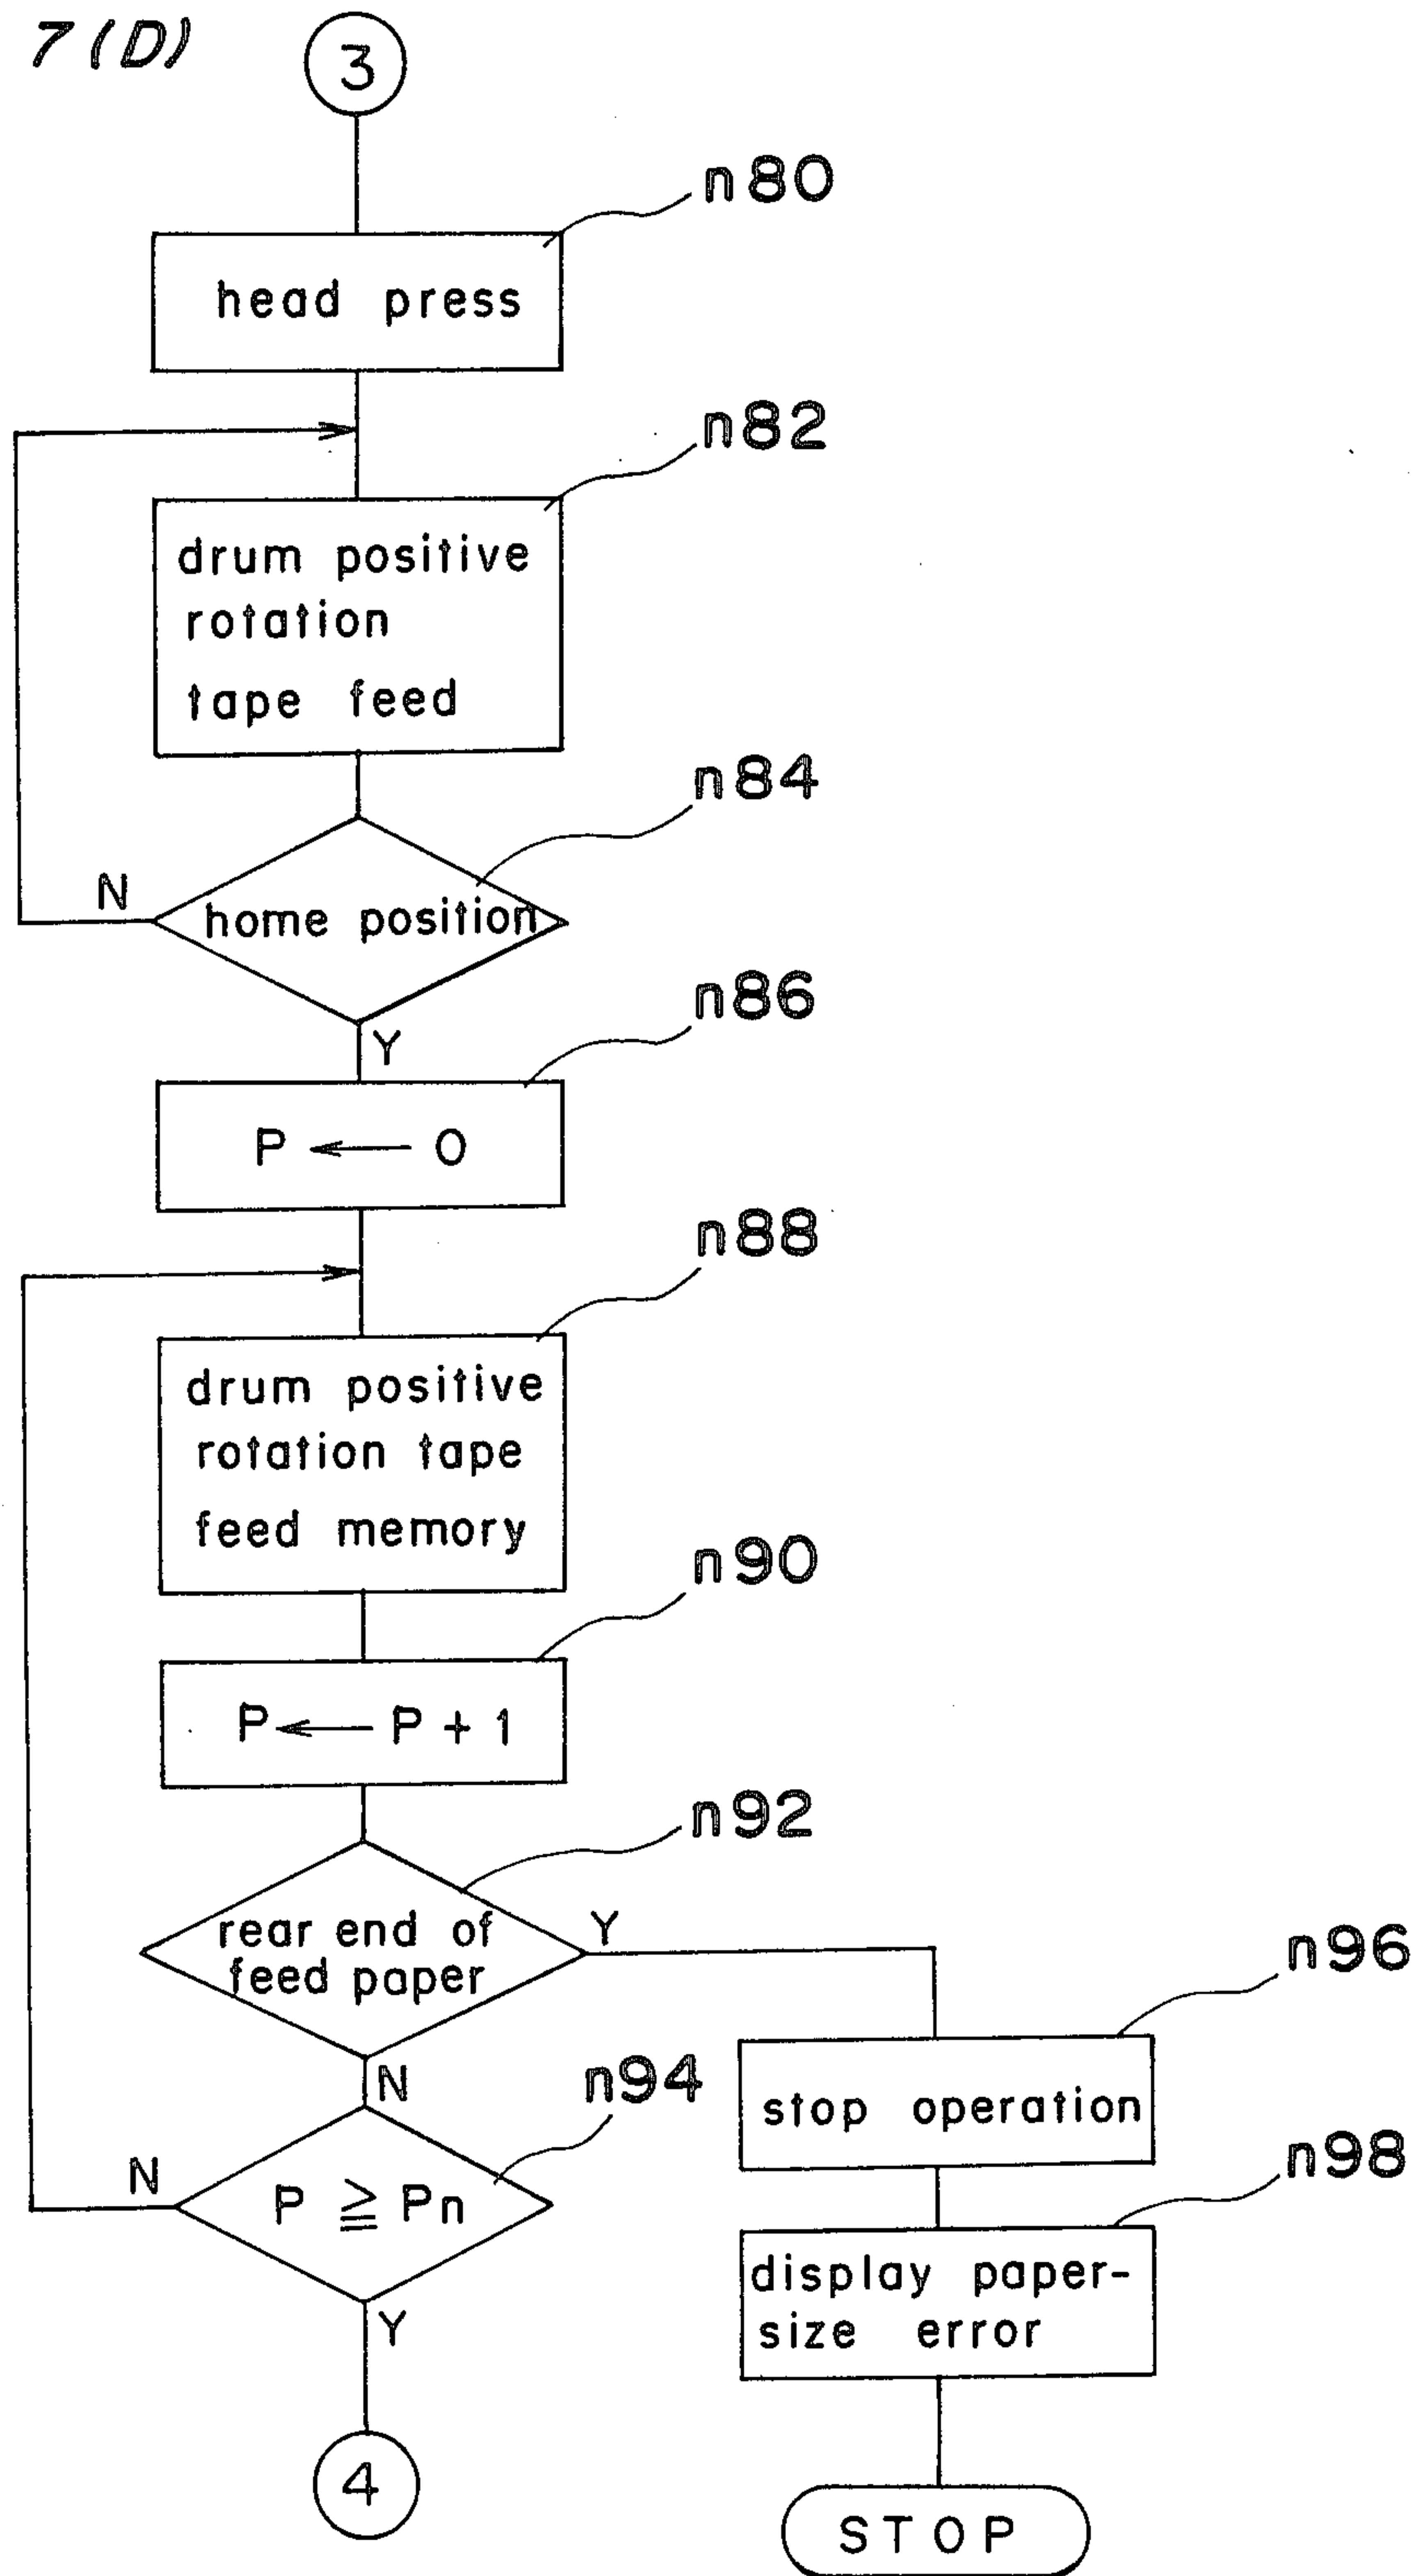 7(D)
3
n80
head press
n82
drum positive
rotation
tape feed
n84
N
home position
n86
Y
P ← 0
n88
drum positive
rotation tape
feed memory
n90
P ← P + 1
n92
rear end of
feed paper
Y
n96
N
n94
stop operation
N
P ≧ Pn
n98
display paper-
size error
Y
4
STOP